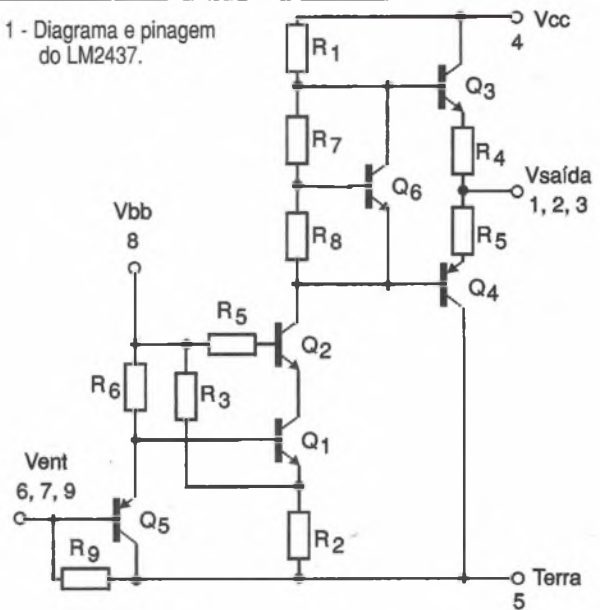 1 - Diagrama e pinagem
do LM2437.
Vcc
4
R1
Q3
R7
R4
Q6
Vsaída
1, 2, 3
Vbb
8
R8
R5
Q4
R5
Q2
R6
R3
Q1
Vent
6, 7, 9
Q5
R2
R9
Terra
5